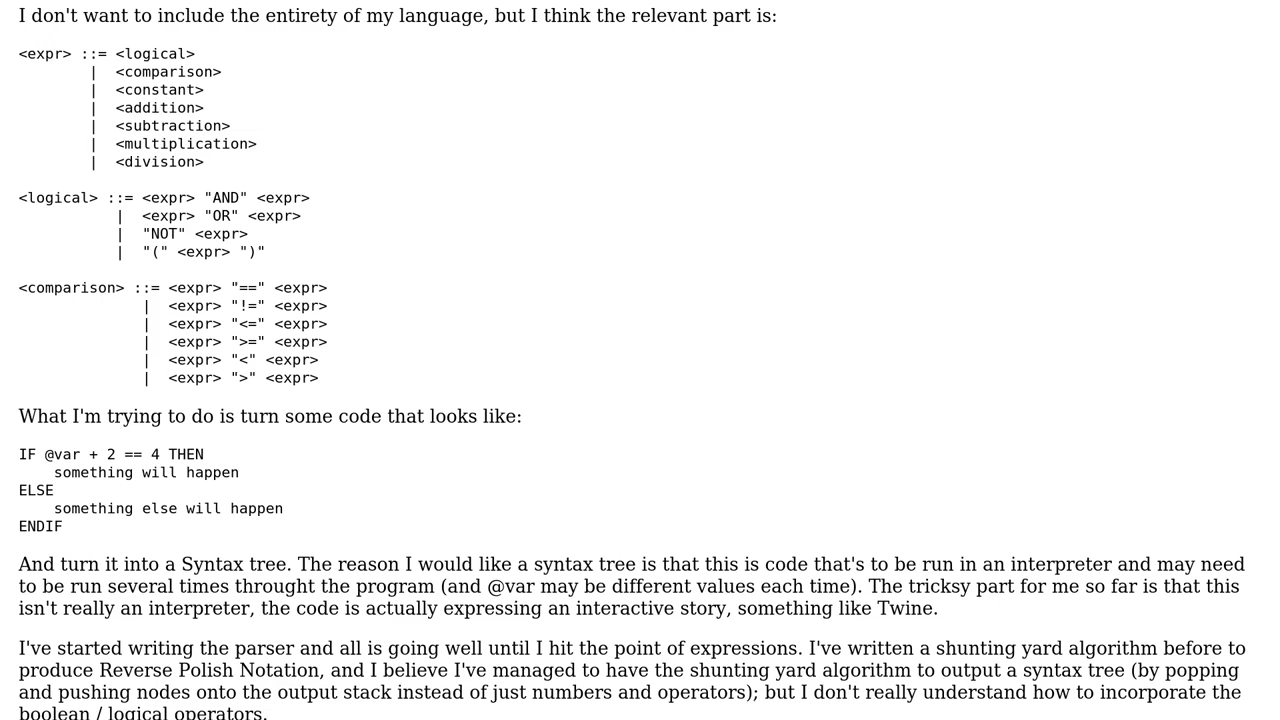 I don't want to include the entirety of my language, but I think the relevant part is:
<expr> ::= <logical>
        |  <comparison>
        |  <constant>
        |  <addition>
        |  <subtraction>
        |  <multiplication>
        |  <division>
<logical> ::= <expr> "AND" <expr>
           |  <expr> "OR" <expr>
           |  "NOT" <expr>
           |  "(" <expr> ")"
<comparison> ::= <expr> "==" <expr>
              |  <expr> "!=" <expr>
              |  <expr> "<=" <expr>
              |  <expr> ">=" <expr>
              |  <expr> "<" <expr>
              |  <expr> ">" <expr>
What I'm trying to do is turn some code that looks like:
IF @var + 2 == 4 THEN
    something will happen
ELSE
    something else will happen
ENDIF
And turn it into a Syntax tree. The reason I would like a syntax tree is that this is code that's to be run in an interpreter and may need
to be run several times throught the program (and @var may be different values each time). The tricksy part for me so far is that this
isn't really an interpreter, the code is actually expressing an interactive story, something like Twine.
I've started writing the parser and all is going well until I hit the point of expressions. I've written a shunting yard algorithm before to
produce Reverse Polish Notation, and I believe I've managed to have the shunting yard algorithm to output a syntax tree (by popping
and pushing nodes onto the output stack instead of just numbers and operators); but I don't really understand how to incorporate the
boolean / logical operators.